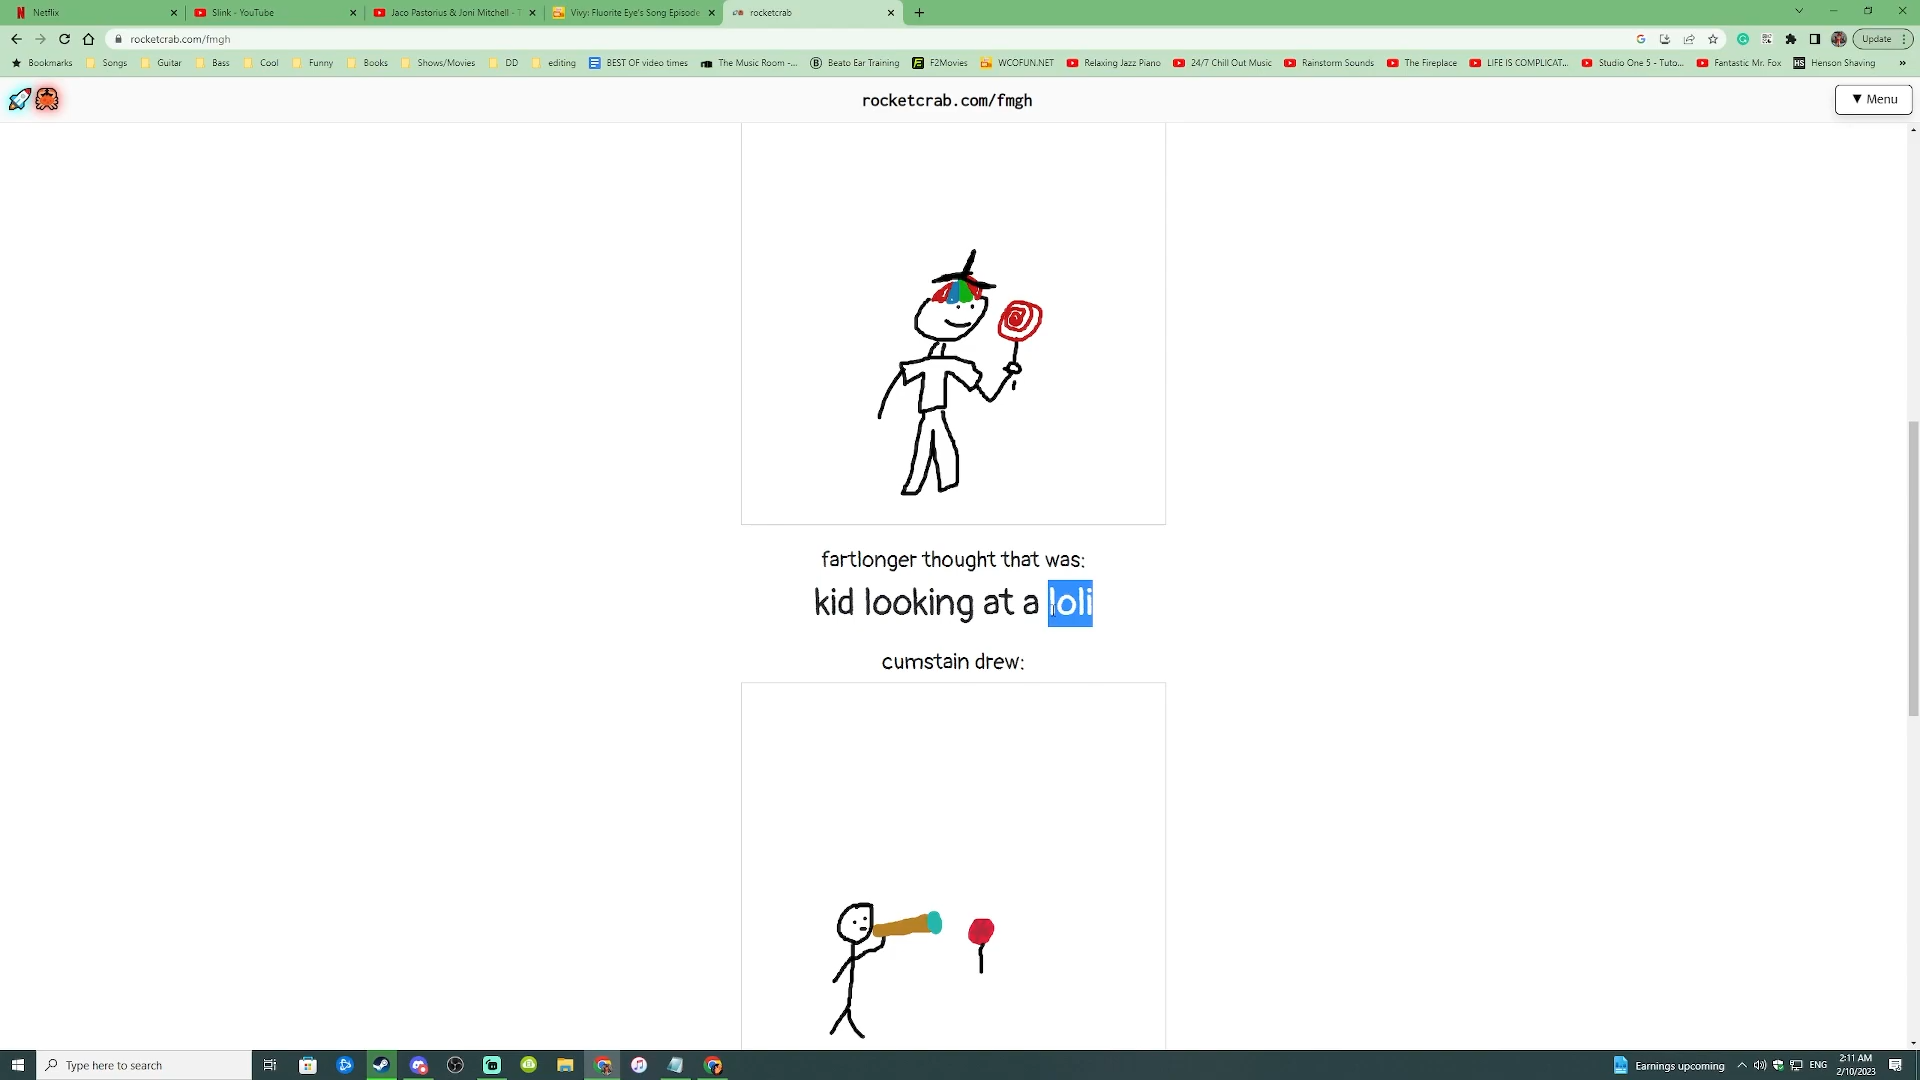 Netflix
Slink - YouTube
Jaco Pastorius & Joni Mitchell - T
Vivy: Fluorite Eye's Song Episode
rocketcrab
rocketcrab.com/fmgh
Update
Bookmarks
Songs
Guitar
Bass
Cool
Funny
Books
Shows/Movies
DD
editing
BEST OF video times
The Music Room -...
Beato Ear Training
F2Movies
WCOFUN.NET
Relaxing Jazz Piano
24/7 Chill Out Music
Rainstorm Sounds
The Fireplace
LIFE IS COMPLICAT...
Studio One 5 - Tuto...
Fantastic Mr. Fox
HS Henson Shaving
rocketcrab.com/fmgh
▼ Menu
fartlonger thought that was:
kid looking at a loli
cumstain drew:
Type here to search
Earnings upcoming
ENG
2:11 AM
2/10/2023